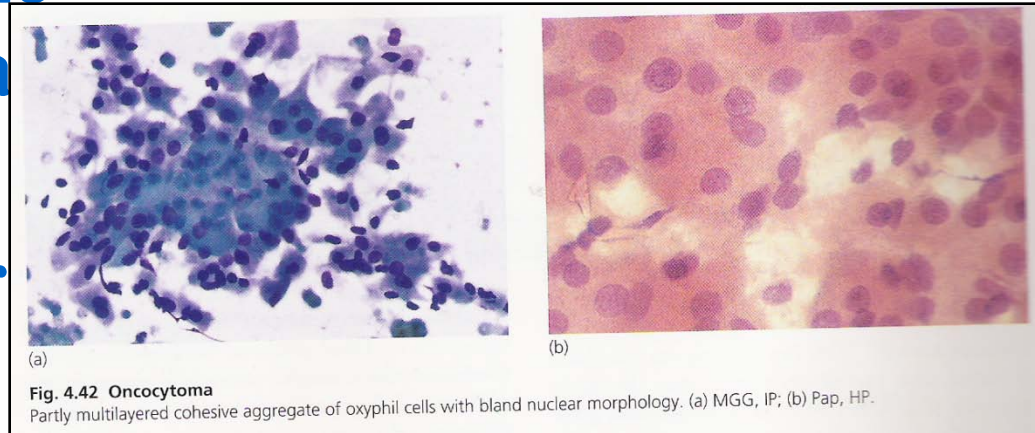 (a)
(b)
Fig. 4.42 Oncocytoma
Partly multilayered cohesive aggregate of oxyphil cells with bland nuclear morphology. (a) MGG, IP; (b) Pap, HP.